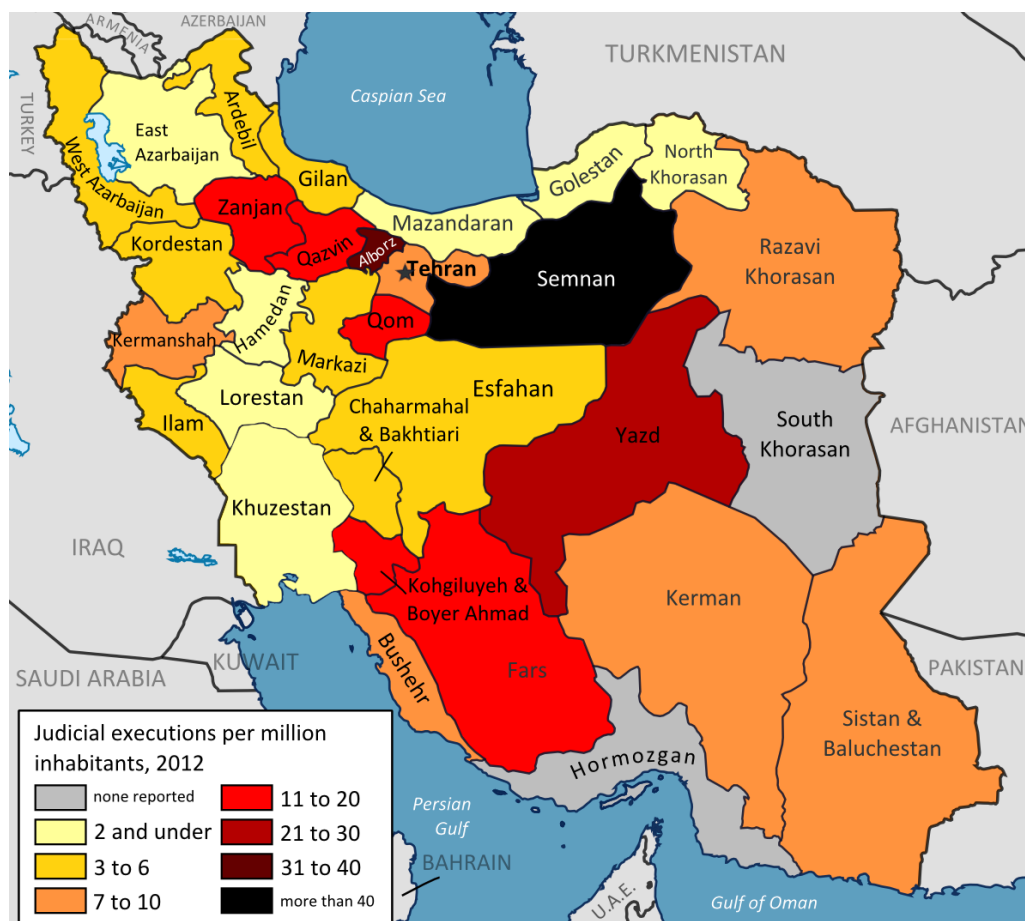 ARMENIA
AZERBAIJAN
TURKMENISTAN
TURKEY
Caspian Sea
Ardebil
East
Azarbaijan
West Azarbaijan
Gilan
Golestan
North
Khorasan
Zanjan
Mazandaran
Kordestan
Qazvin
Alborz
Tehran
Semnan
Razavi
Khorasan
Kermanshah
Hamedan
Qom
Markazi
Esfahan
Lorestan
Chaharmahal
& Bakhtiari
Ilam
Yazd
South
Khorasan
AFGHANISTAN
Khuzestan
IRAQ
Kohgiluyeh &
Boyer Ahmad
Kerman
Bushehr
Fars
KUWAIT
SAUDI ARABIA
PAKISTAN
Sistan &
Baluchestan
Hormozgan
Persian
Gulf
BAHRAIN
U.A.E.
Gulf of Oman
Judicial executions per million
inhabitants, 2012
none reported
2 and under
3 to 6
7 to 10
11 to 20
21 to 30
31 to 40
more than 40